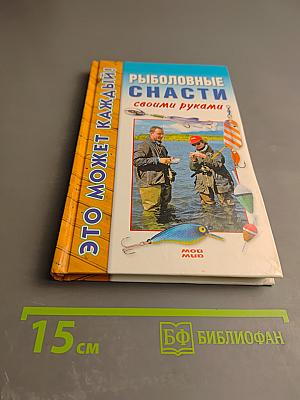 ЭТО МОЖЕТ КАЖДЫЙ!
РЫБОЛОВНЫЕ
СНАСТИ
своими руками
МОЙ
МИР
15 см
БФ БИБЛИОФАН